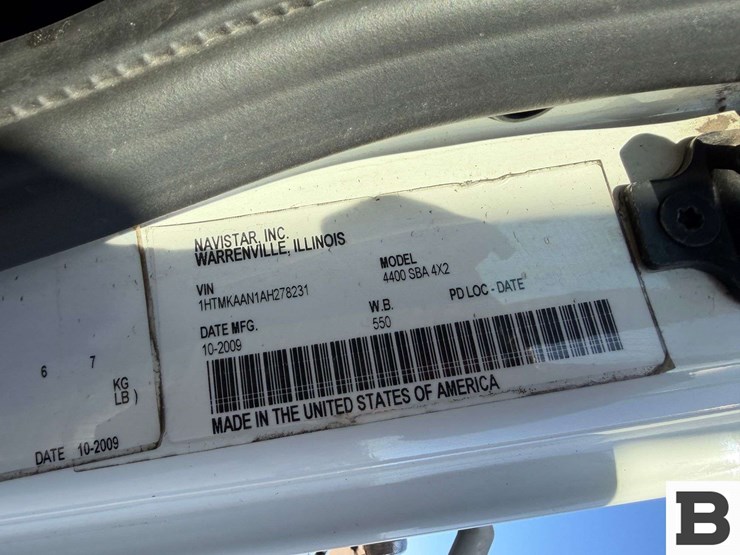 NAVISTAR, INC.
WARRENVILLE, ILLINOIS
VIN MODEL
1HTMKAAN1AH278231 4400 SBA 4X2
DATE MFG. W.B. PD LOC - DATE
10-2009 550
MADE IN THE UNITED STATES OF AMERICA
6 7
KG
LB )
DATE 10-2009
B